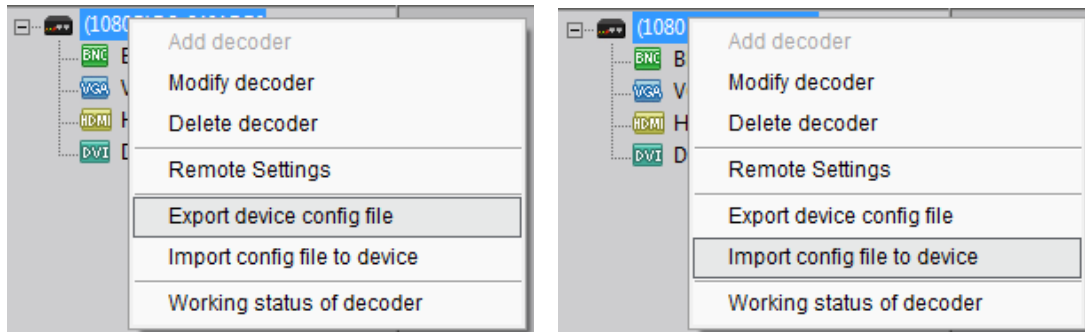 (1080
Add decoder
BNC
Modify decoder
VGA
Delete decoder
HDMI
DVI
Remote Settings
Export device config file
Import config file to device
Working status of decoder
(1080
Add decoder
BNC B
Modify decoder
VGA V
Delete decoder
HDMI H
DVI D
Remote Settings
Export device config file
Import config file to device
Working status of decoder